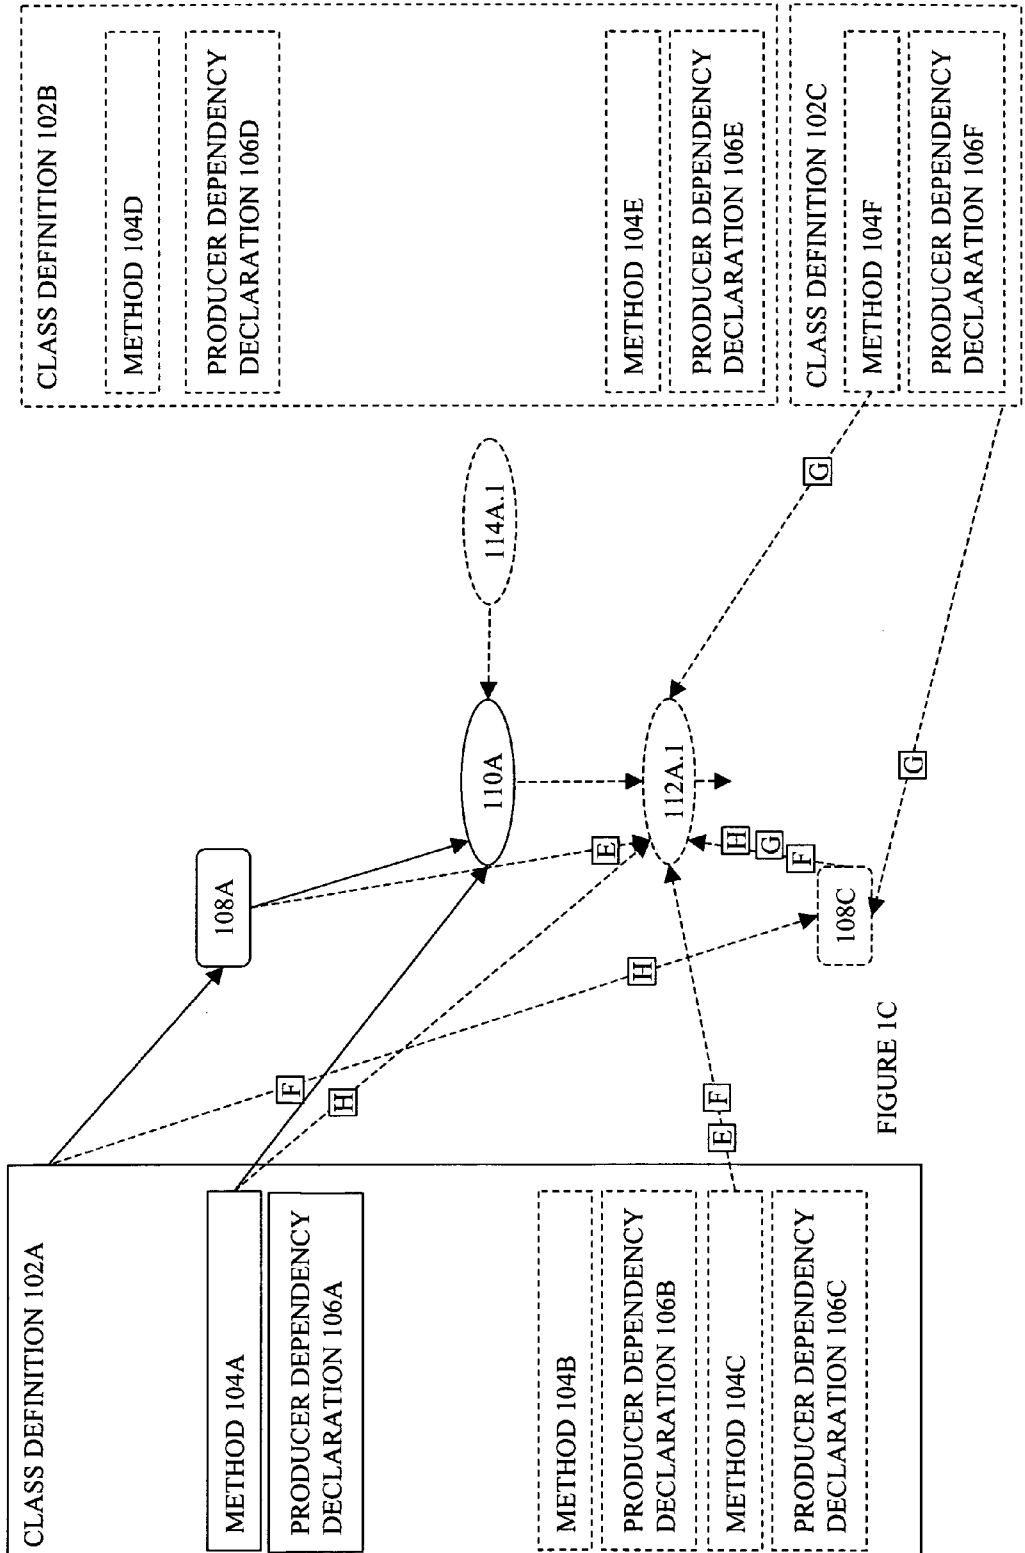 CLASS DEFINITION 102A
METHOD 104A
PRODUCER DEPENDENCY
DECLARATION 106A
METHOD 104B
PRODUCER DEPENDENCY
DECLARATION 106B
METHOD 104C
PRODUCER DEPENDENCY
DECLARATION 106C
F
H
E
F
H
108A
E
110A
112A.1
H
G
F
108C
114A.1
G
G
CLASS DEFINITION 102B
METHOD 104D
PRODUCER DEPENDENCY
DECLARATION 106D
METHOD 104E
PRODUCER DEPENDENCY
DECLARATION 106E
CLASS DEFINITION 102C
METHOD 104F
PRODUCER DEPENDENCY
DECLARATION 106F
FIGURE 1C